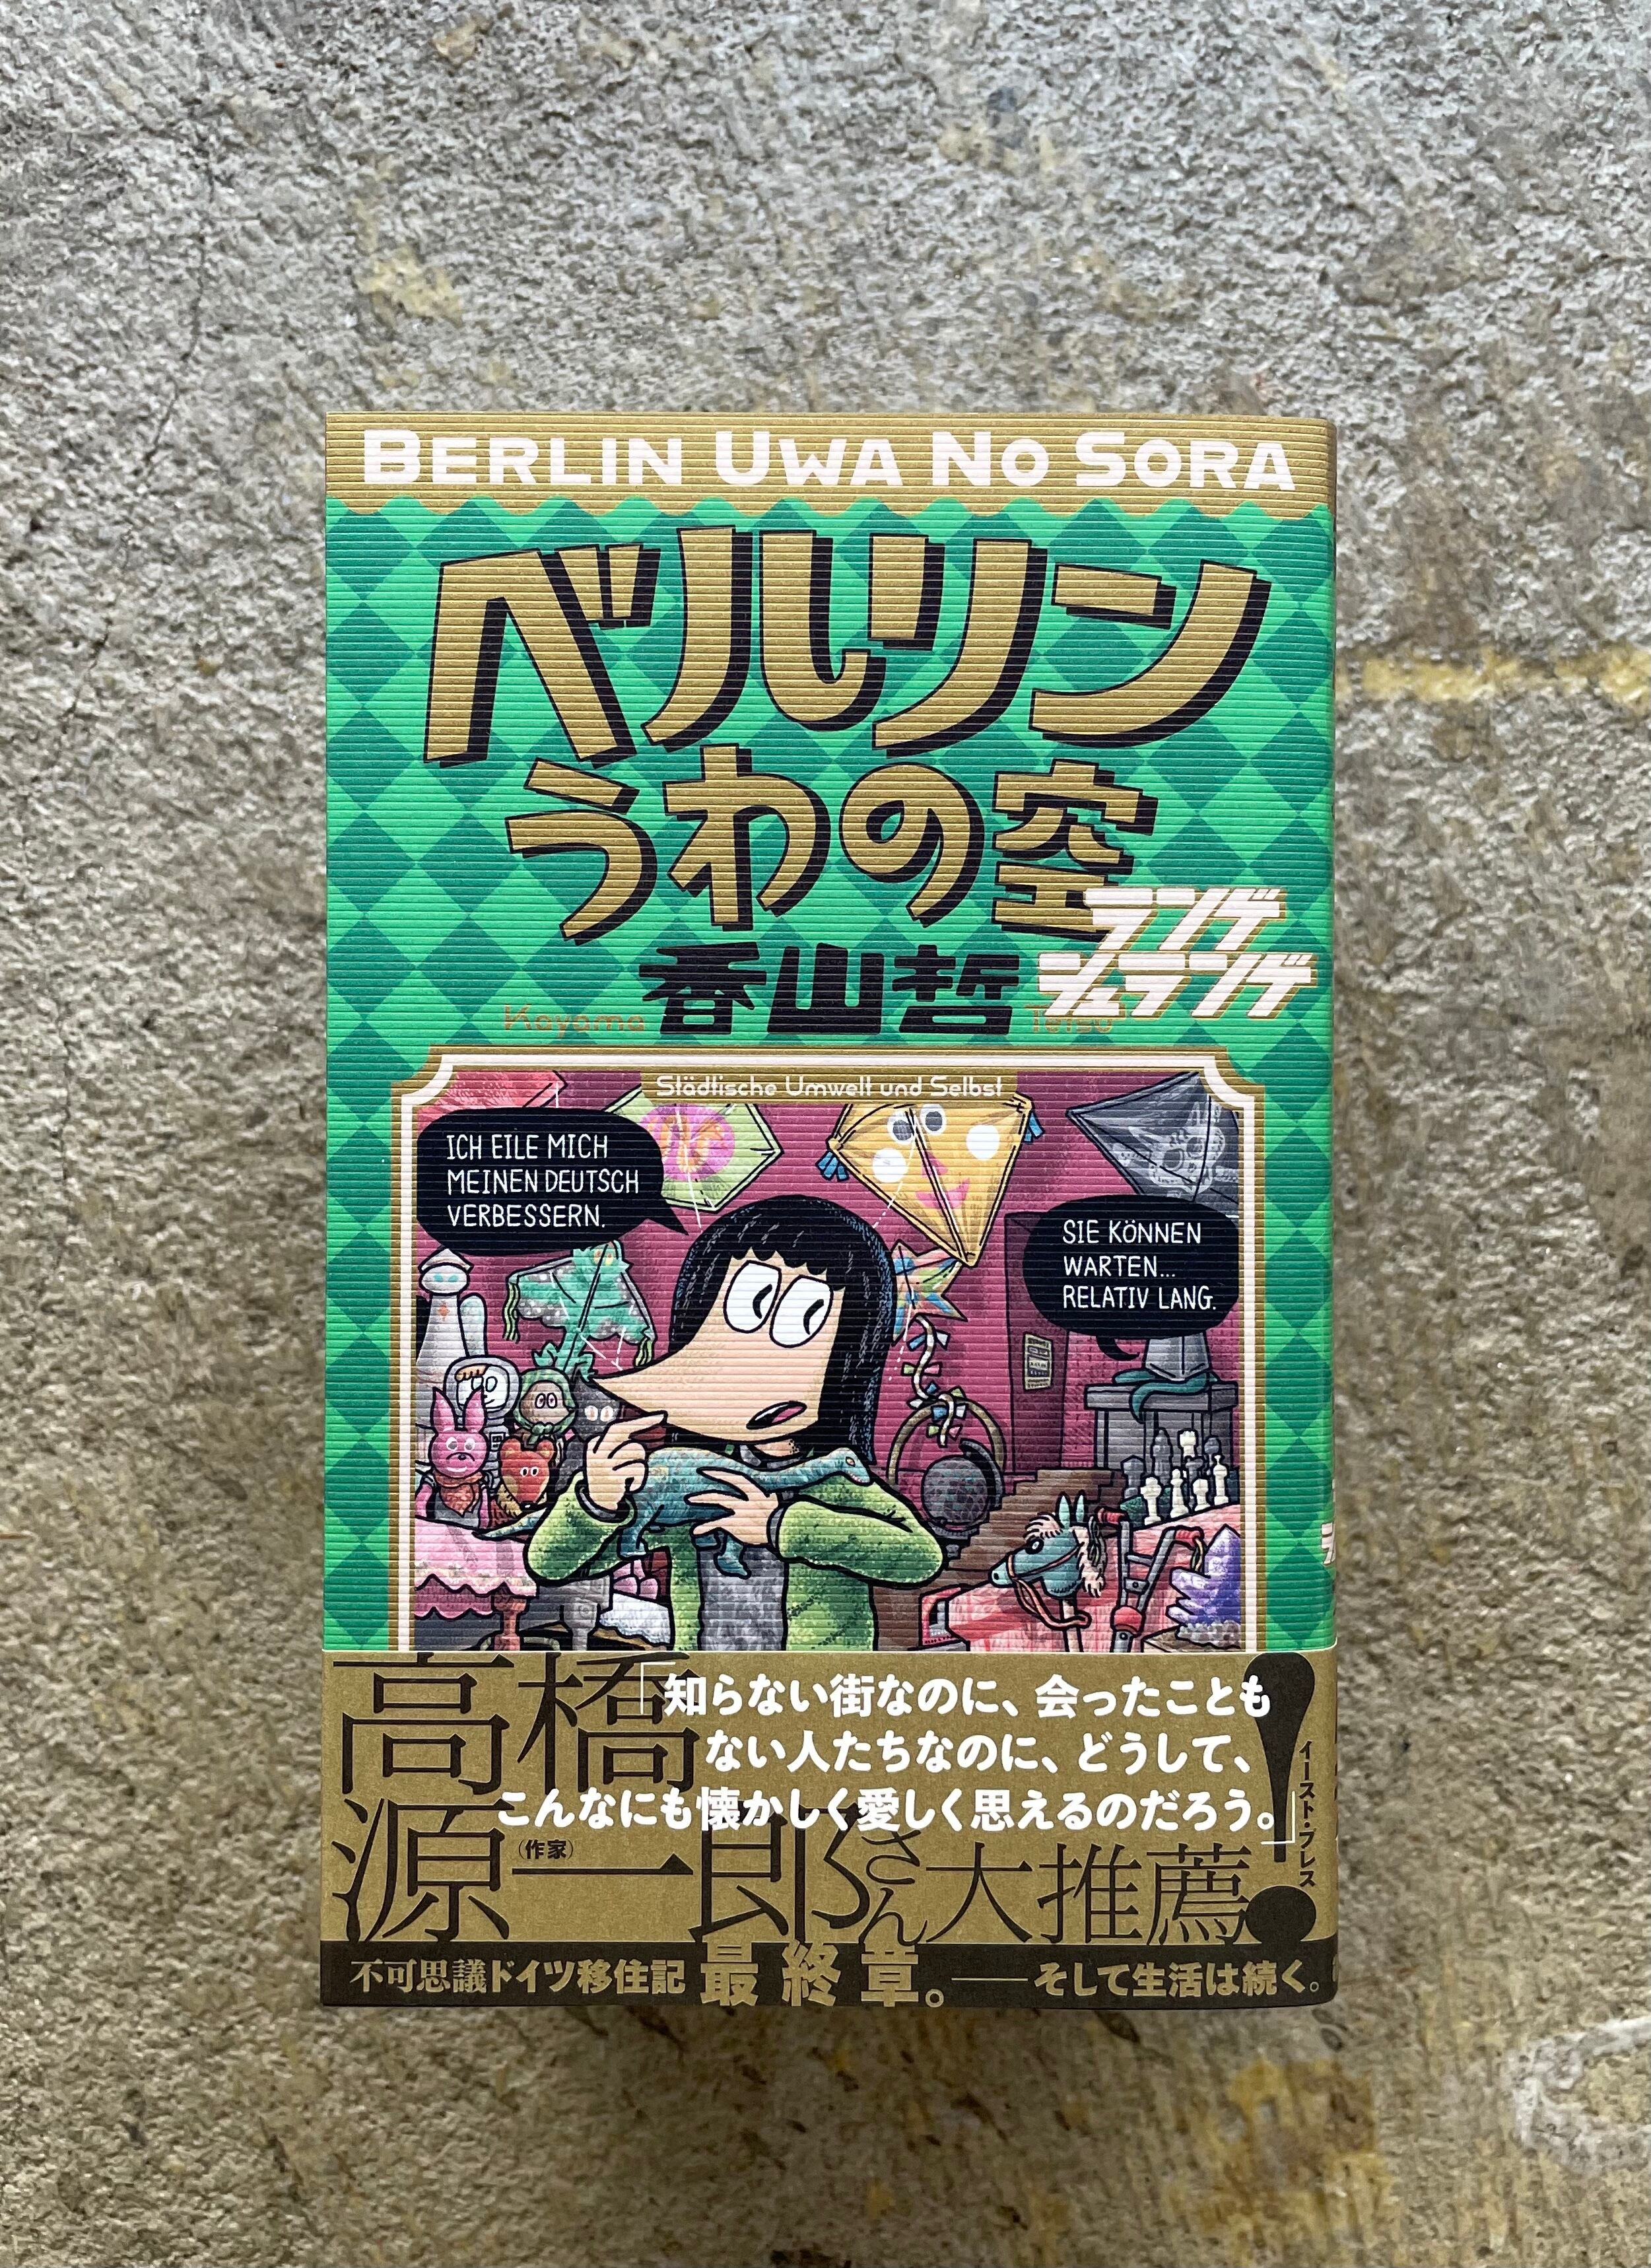 BERLIN UWA NO SORA
ベルリン
うわの空
ランゲ
シュランゲ
香山哲
Koyama Tetsu
Städtische Umwelt und Selbst
ICH EILE MICH
MEINEN DEUTSCH
VERBESSERN.
SIE KÖNNEN
WARTEN...
RELATIV LANG.
「知らない街なのに、会ったことも
ない人たちなのに、どうして、
こんなにも懐かしく愛しく思えるのだろう。」
高橋
源一郎さん大推薦!
（作家）
イースト・プレス
不可思議ドイツ移住記 最終章。——そして生活は続く。